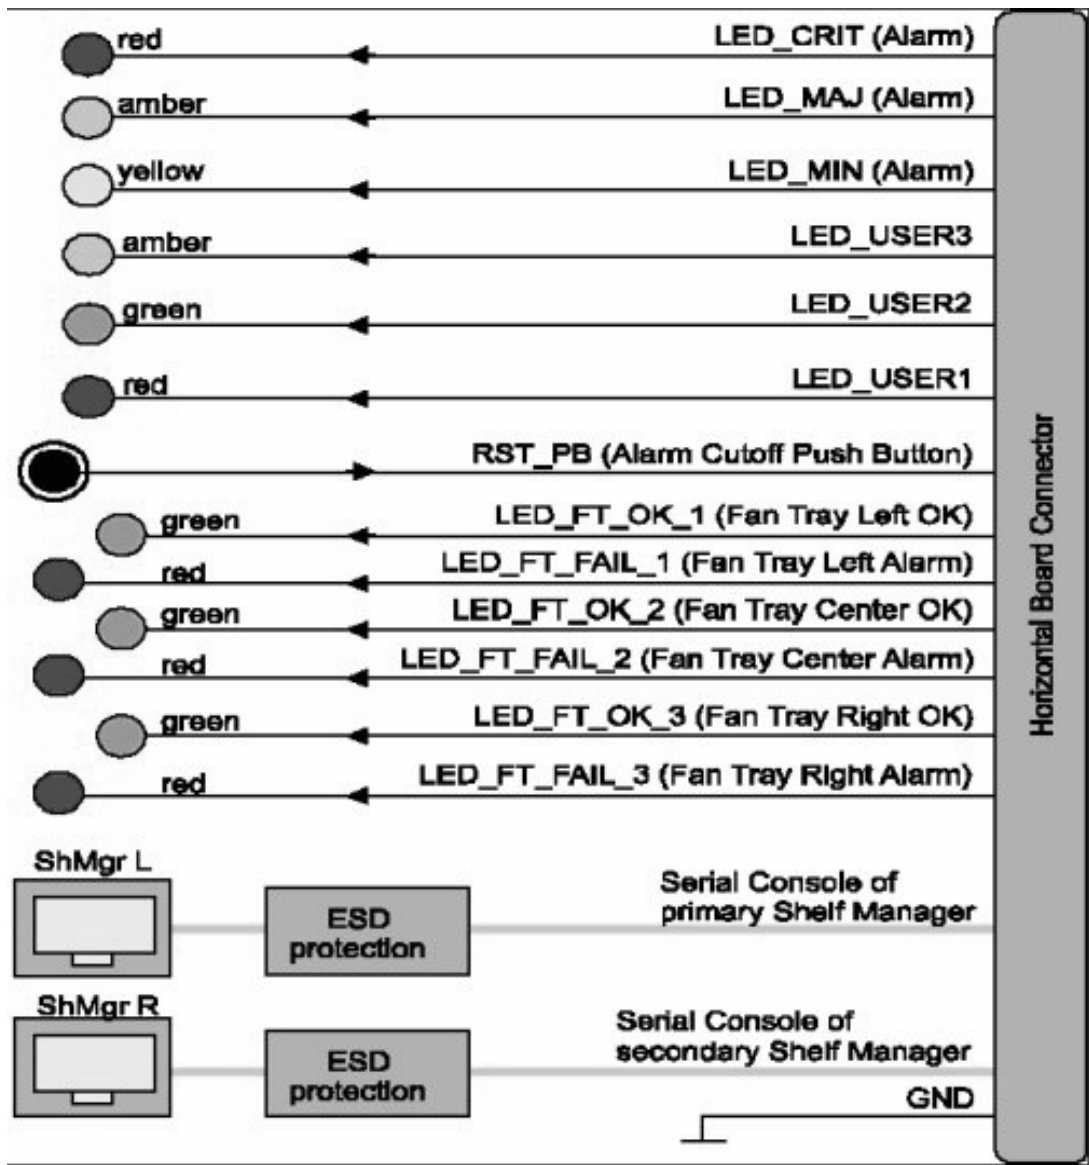 red LED_CRIT (Alarm)
amber LED_MAJ (Alarm)
yellow LED_MIN (Alarm)
amber LED_USER3
green LED_USER2
red LED_USER1
RST_PB (Alarm Cutoff Push Button)
green LED_FT_OK_1 (Fan Tray Left OK)
red LED_FT_FAIL_1 (Fan Tray Left Alarm)
green LED_FT_OK_2 (Fan Tray Center OK)
red LED_FT_FAIL_2 (Fan Tray Center Alarm)
green LED_FT_OK_3 (Fan Tray Right OK)
red LED_FT_FAIL_3 (Fan Tray Right Alarm)
Horizontal Board Connector
ShMgr L
ESD
protection
Serial Console of
primary Shelf Manager
ShMgr R
ESD
protection
Serial Console of
secondary Shelf Manager
GND